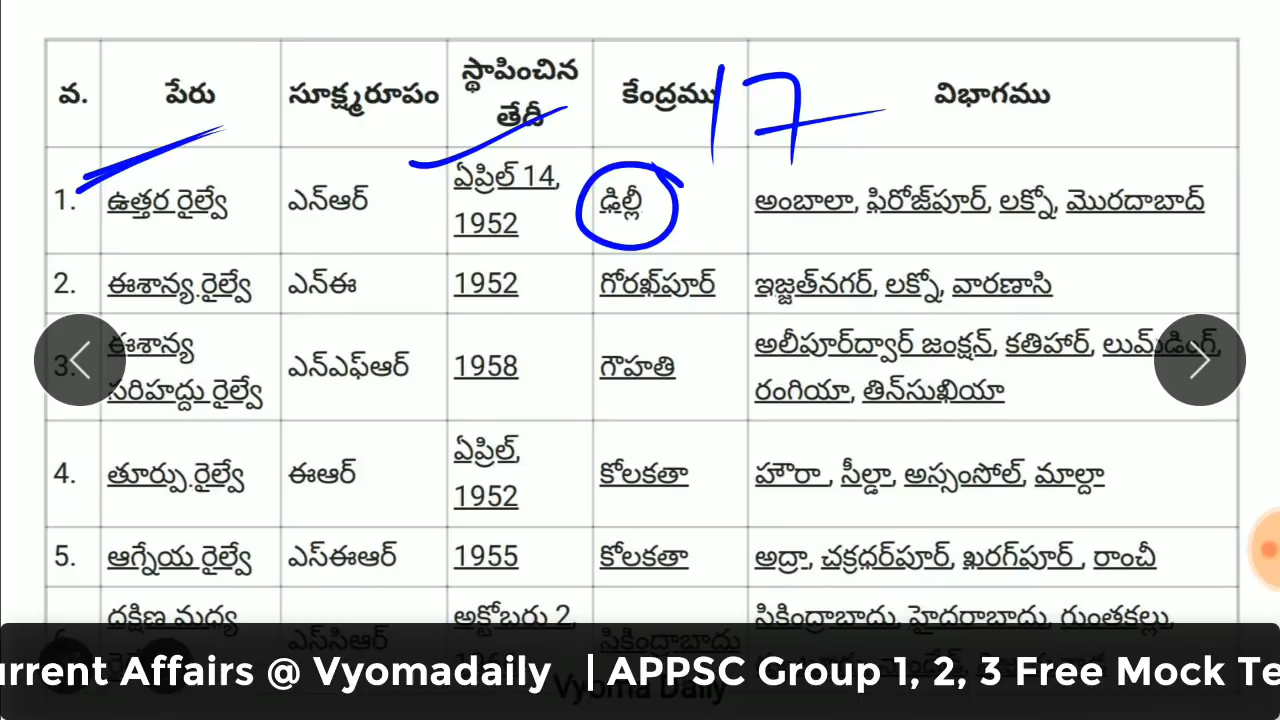 వ. పేరు సూక్ష్మరూపం స్థాపించిన తేదీ కేంద్రము విభాగము
17
1. ఉత్తర రైల్వే ఎన్ఆర్ ఏప్రిల్ 14, 1952 ఢిల్లీ అంబాలా, ఫిరోజ్‌పూర్, లక్నో, మొరదాబాద్
2. ఈశాన్య రైల్వే ఎన్ఈ 1952 గోరఖ్‌పూర్ ఇజ్జత్‌నగర్, లక్నో, వారణాసి
3. ఈశాన్య సరిహద్దు రైల్వే ఎన్ఎఫ్ఆర్ 1958 గౌహతి అలీపూర్‌ద్వార్ జంక్షన్, కతిహార్, లుమ్‌డింగ్, రంగియా, తిన్‌సుఖియా
4. తూర్పు రైల్వే ఈఆర్ ఏప్రిల్, 1952 కోలకతా హౌరా , సీల్డా, అస్సంసోల్, మాల్దా
5. ఆగ్నేయ రైల్వే ఎస్ఈఆర్ 1955 కోలకతా అద్రా, చక్రధర్‌పూర్, ఖరగ్‌పూర్ , రాంచీ
దక్షిణ మధ్య ఎస్‌సిఆర్ అక్టోబరు 2, సికింద్రాబాదు సికింద్రాబాదు, హైదరాబాదు, గుంతకల్లు,
urrent Affairs @ Vyomadaily | APPSC Group 1, 2, 3 Free Mock Te
Vyoma Daily